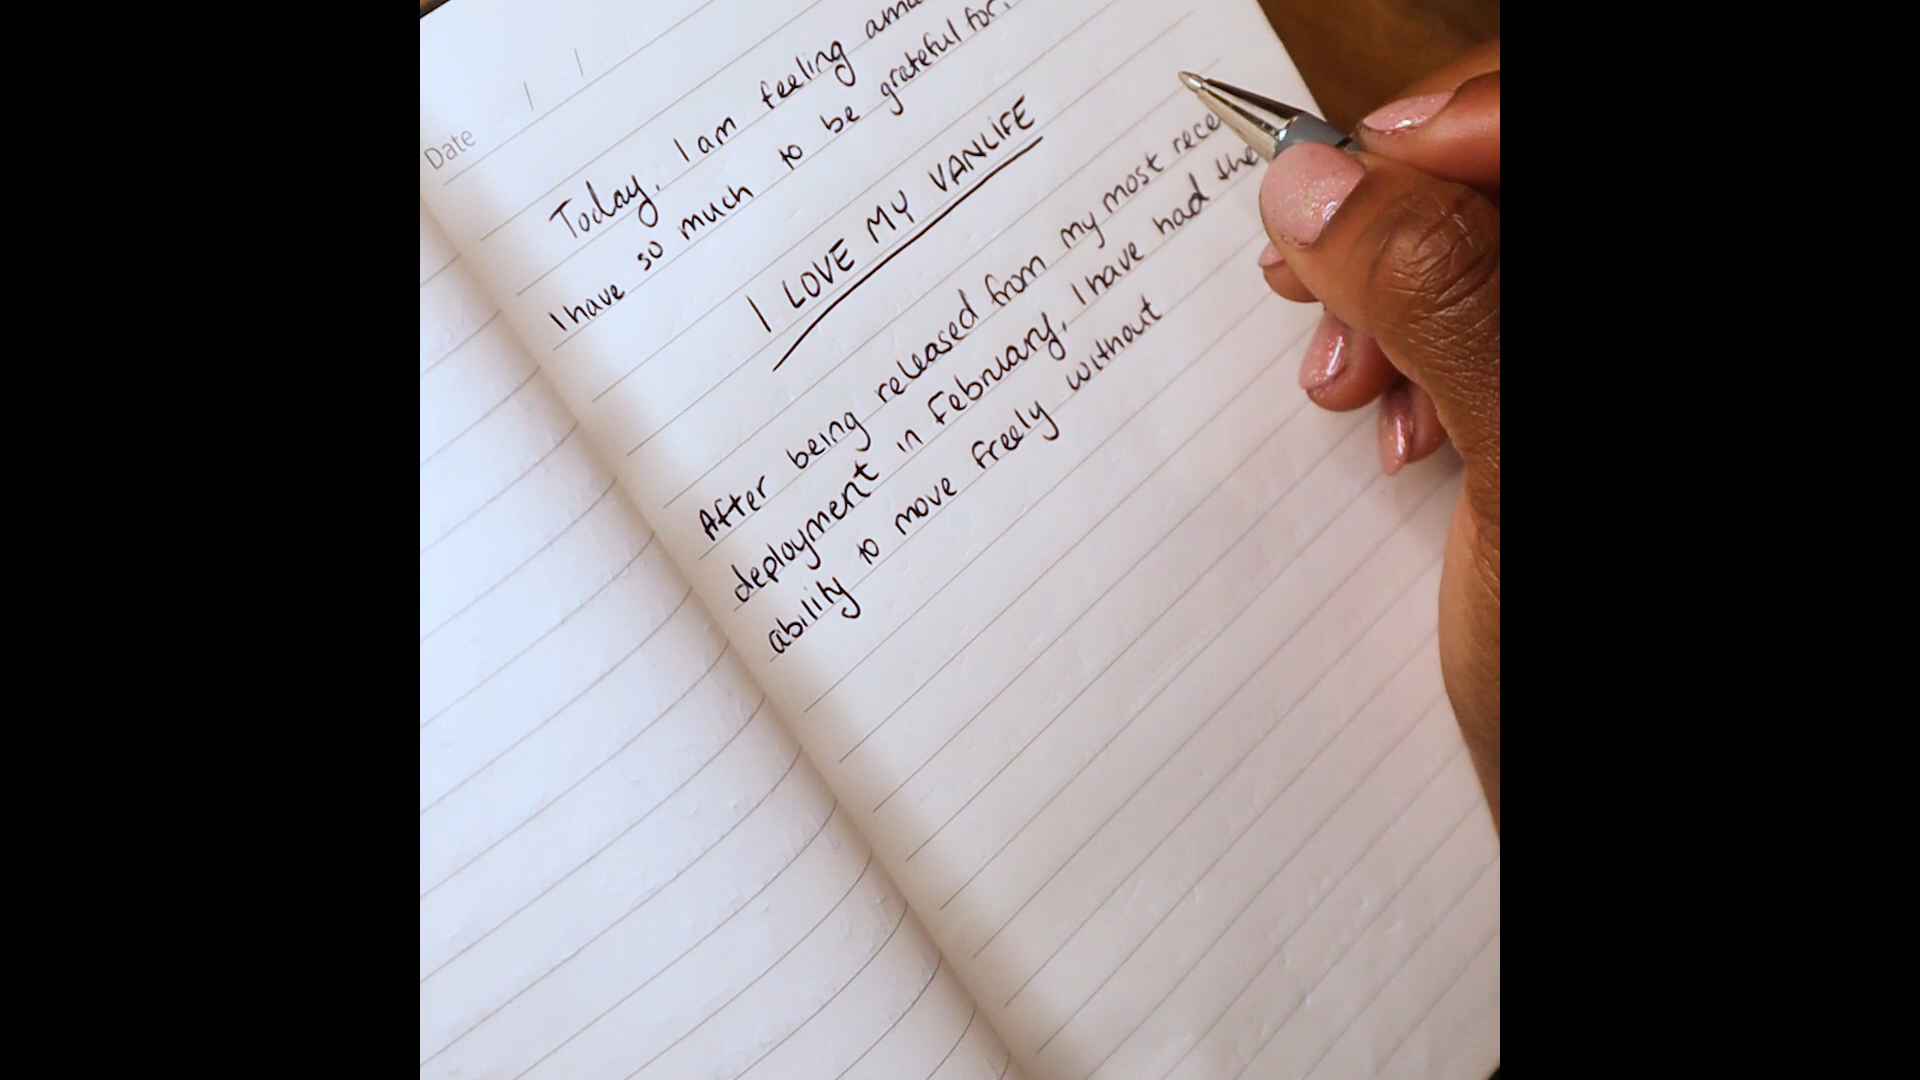 Date / /
Today, I am feeling
I have so much to be grateful for.
I LOVE MY VANLIFE
After being released from my most
deployment in February, I have had the
ability to move freely without